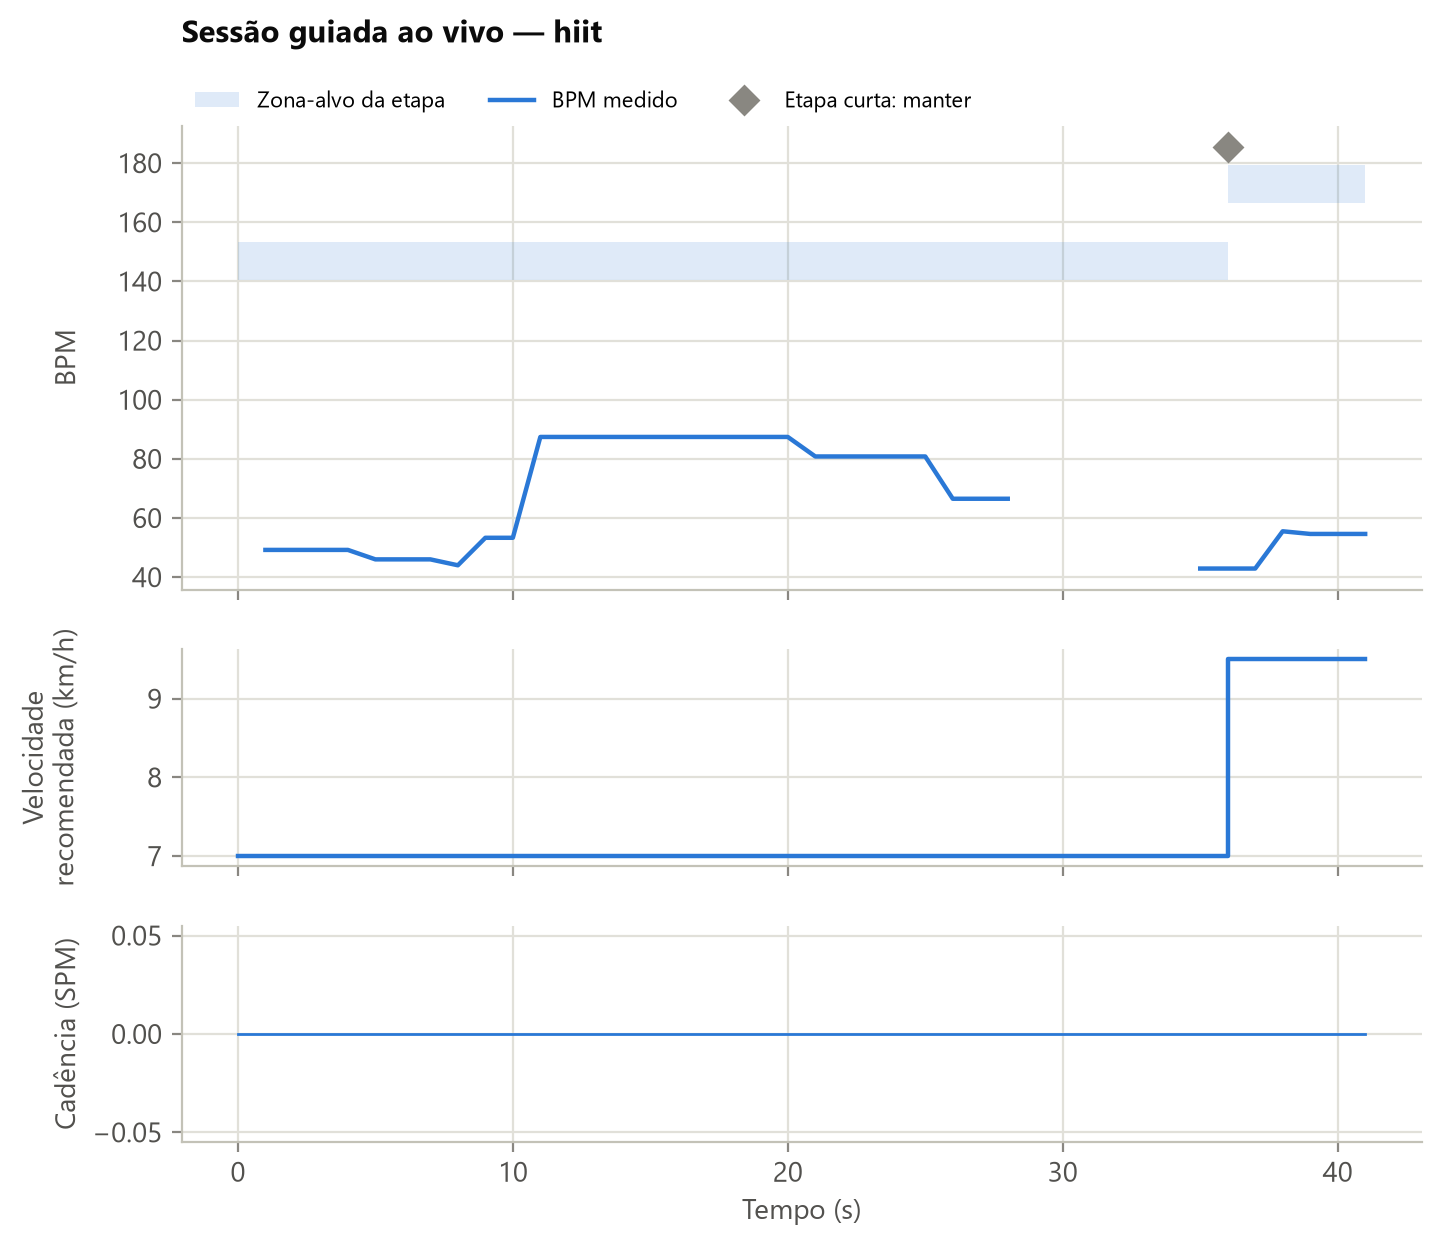 Sessão guiada ao vivo — hiit
Zona-alvo da etapa
BPM medido
Etapa curta: manter
180
160
140
120
100
80
60
40
BPM
9
8
7
Velocidade
recomendada (km/h)
0.05
0.00
−0.05
Cadência (SPM)
0
10
20
30
40
Tempo (s)